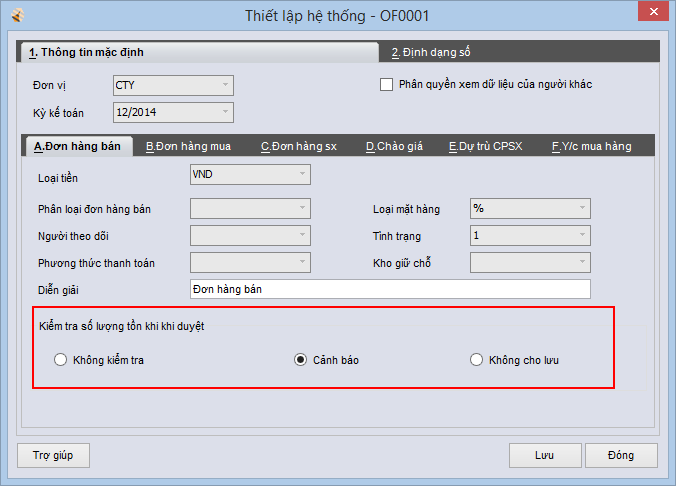 Thiết lập hệ thống - OF0001
1. Thông tin mặc định
2. Định dạng số
Đơn vị
CTY
Phân quyền xem dữ liệu của người khác
Kỳ kế toán
12/2014
A.Đơn hàng bán
B.Đơn hàng mua
C.Đơn hàng sx
D.Chào giá
E.Dự trù CPSX
F.Y/c mua hàng
Loại tiền
VND
Phân loại đơn hàng bán
Loại mặt hàng
%
Người theo dõi
Tình trạng
1
Phương thức thanh toán
Kho giữ chỗ
Diễn giải
Đơn hàng bán
Kiểm tra số lượng tồn khi khi duyệt
Không kiểm tra
Cảnh báo
Không cho lưu
Trợ giúp
Lưu
Đóng